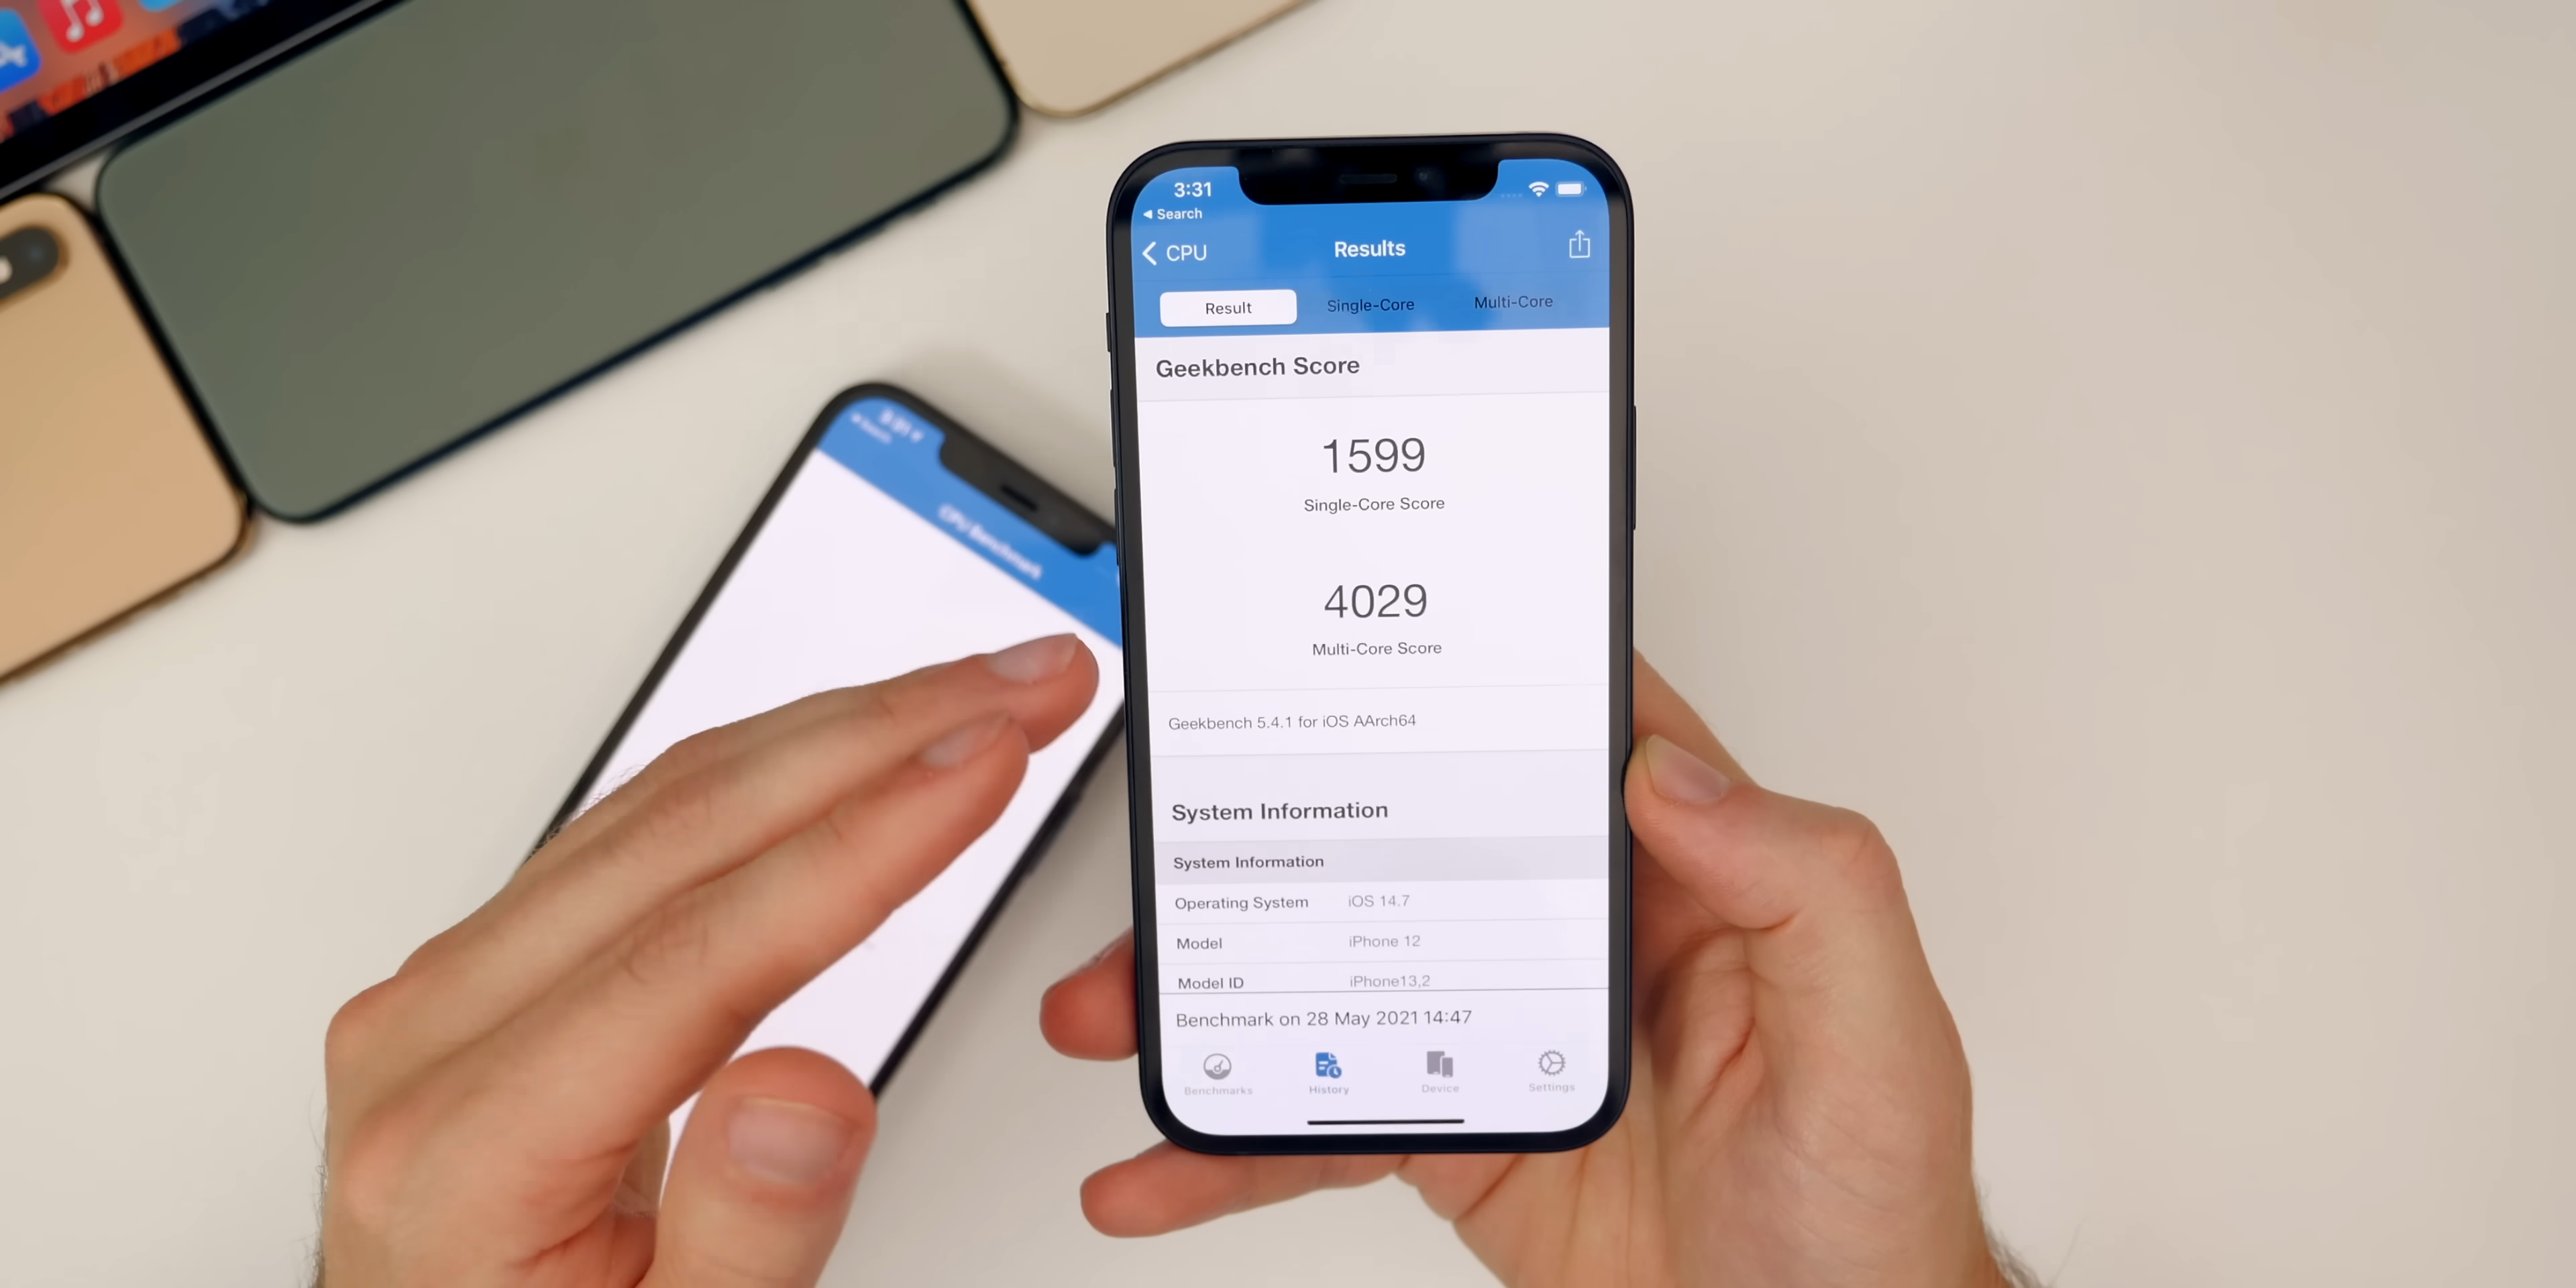 3:31
Search
CPU
Results
Result Single-Core Multi-Core
Geekbench Score
1599
Single-Core Score
4029
Multi-Core Score
Geekbench 5.4.1 for iOS AArch64
System Information
System Information
Operating System iOS 14.7
Model iPhone 12
Model ID iPhone13,2
Benchmark on 28 May 2021 14:47
Benchmarks History Device Settings
CPU Benchmark